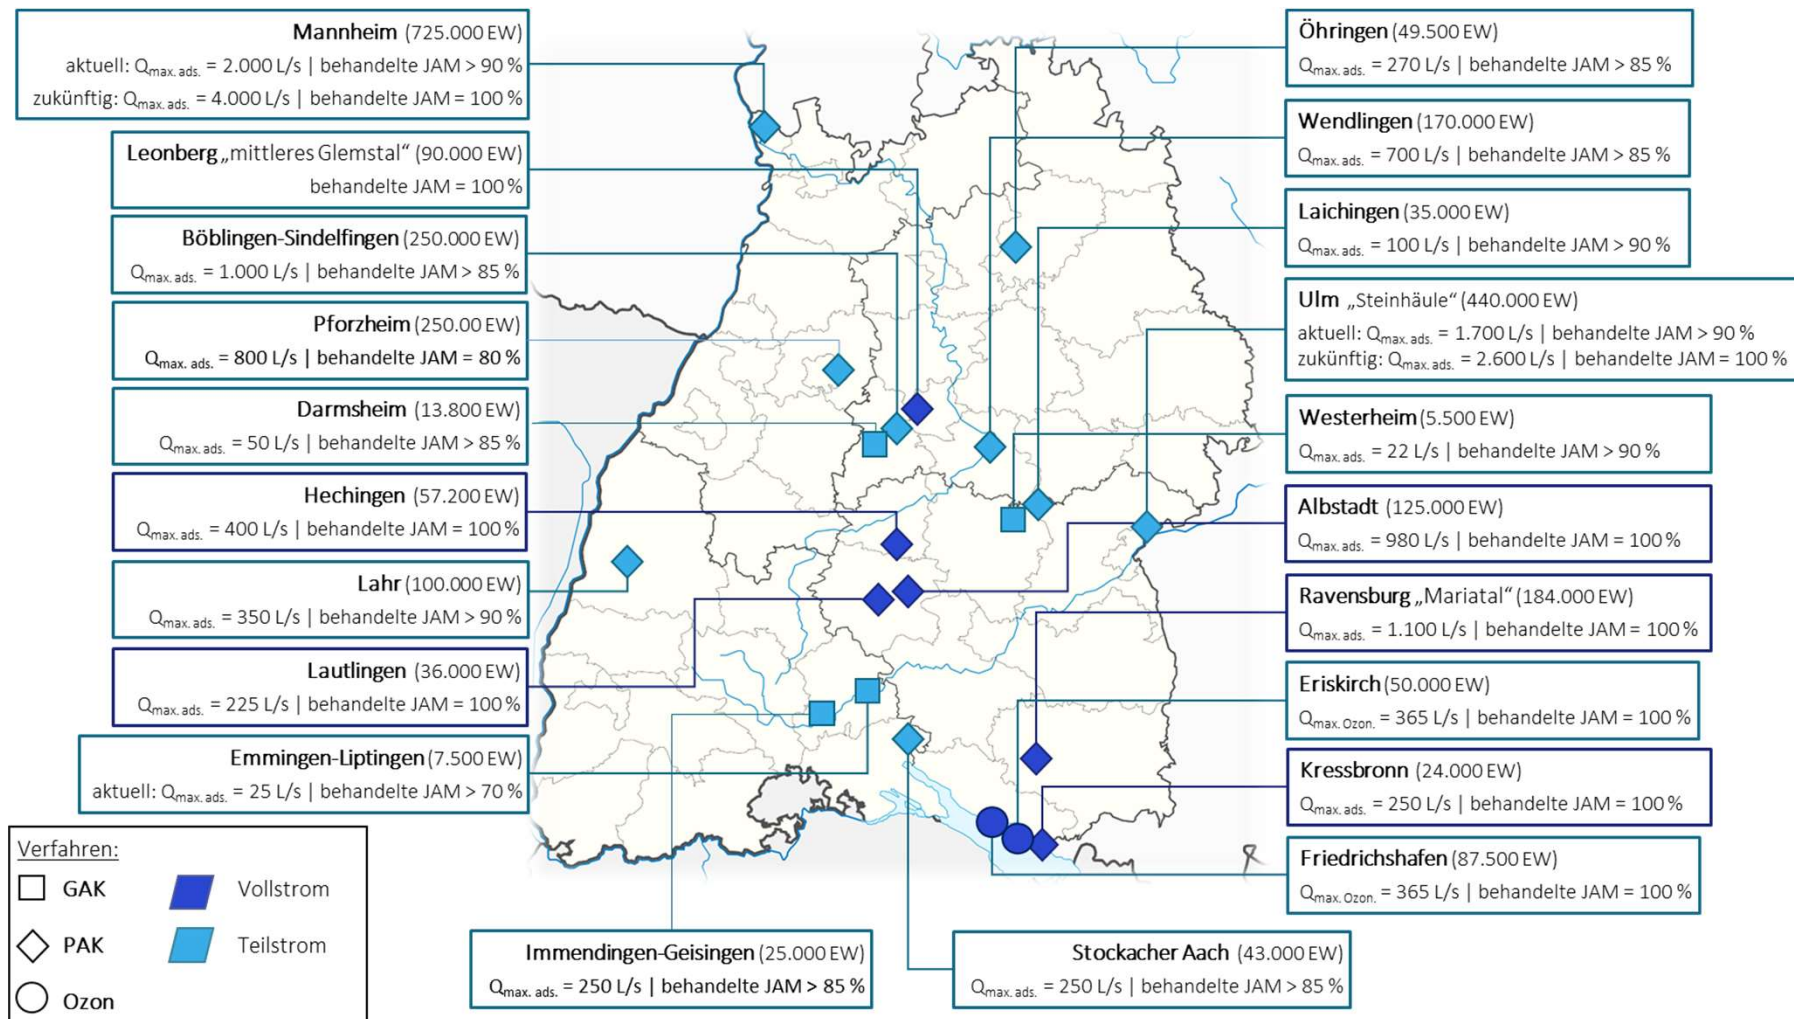 Mannheim (725.000 EW)
aktuell: Qmax. ads. = 2.000 L/s | behandelte JAM > 90 %
zukünftig: Qmax. ads. = 4.000 L/s | behandelte JAM = 100 %
Leonberg „mittleres Glemstal“ (90.000 EW)
behandelte JAM = 100 %
Böblingen-Sindelfingen (250.000 EW)
Qmax. ads. = 1.000 L/s | behandelte JAM > 85 %
Pforzheim (250.00 EW)
Qmax. ads. = 800 L/s | behandelte JAM = 80 %
Darmsheim (13.800 EW)
Qmax. ads. = 50 L/s | behandelte JAM > 85 %
Hechingen (57.200 EW)
Qmax. ads. = 400 L/s | behandelte JAM = 100 %
Lahr (100.000 EW)
Qmax. ads. = 350 L/s | behandelte JAM > 90 %
Lautlingen (36.000 EW)
Qmax. ads. = 225 L/s | behandelte JAM = 100 %
Emmingen-Liptingen (7.500 EW)
aktuell: Qmax. ads. = 25 L/s | behandelte JAM > 70 %
Öhringen (49.500 EW)
Qmax. ads. = 270 L/s | behandelte JAM > 85 %
Wendlingen (170.000 EW)
Qmax. ads. = 700 L/s | behandelte JAM > 85 %
Laichingen (35.000 EW)
Qmax. ads. = 100 L/s | behandelte JAM > 90 %
Ulm „Steinhäule“ (440.000 EW)
aktuell: Qmax. ads. = 1.700 L/s | behandelte JAM > 90 %
zukünftig: Qmax. ads. = 2.600 L/s | behandelte JAM = 100 %
Westerheim (5.500 EW)
Qmax. ads. = 22 L/s | behandelte JAM > 90 %
Albstadt (125.000 EW)
Qmax. ads. = 980 L/s | behandelte JAM = 100 %
Ravensburg „Mariatal“ (184.000 EW)
Qmax. ads. = 1.100 L/s | behandelte JAM = 100 %
Eriskirch (50.000 EW)
Qmax. Ozon. = 365 L/s | behandelte JAM = 100 %
Kressbronn (24.000 EW)
Qmax. ads. = 250 L/s | behandelte JAM = 100 %
Friedrichshafen (87.500 EW)
Qmax. Ozon. = 365 L/s | behandelte JAM = 100 %
Immendingen-Geisingen (25.000 EW)
Qmax. ads. = 250 L/s | behandelte JAM > 85 %
Stockacher Aach (43.000 EW)
Qmax. ads. = 250 L/s | behandelte JAM > 85 %
Verfahren:
GAK Vollstrom
PAK Teilstrom
Ozon